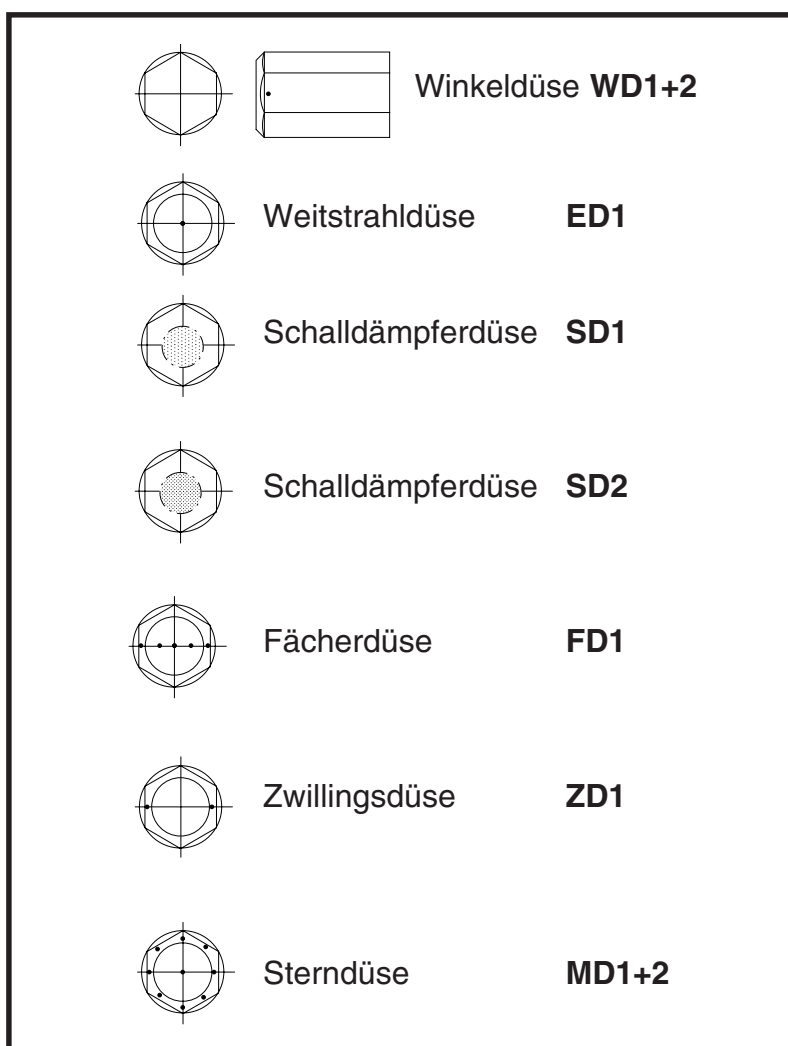 Winkeldüse WD1+2
Weitstrahldüse ED1
Schalldämpferdüse SD1
Schalldämpferdüse SD2
Fächerdüse FD1
Zwillingsdüse ZD1
Sterndüse MD1+2